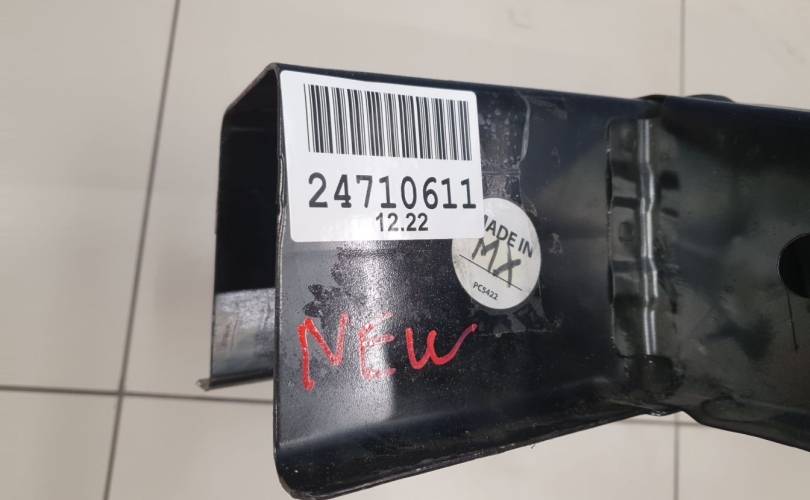 24710611
12.22
MADE IN
MX
PC5422
NEW